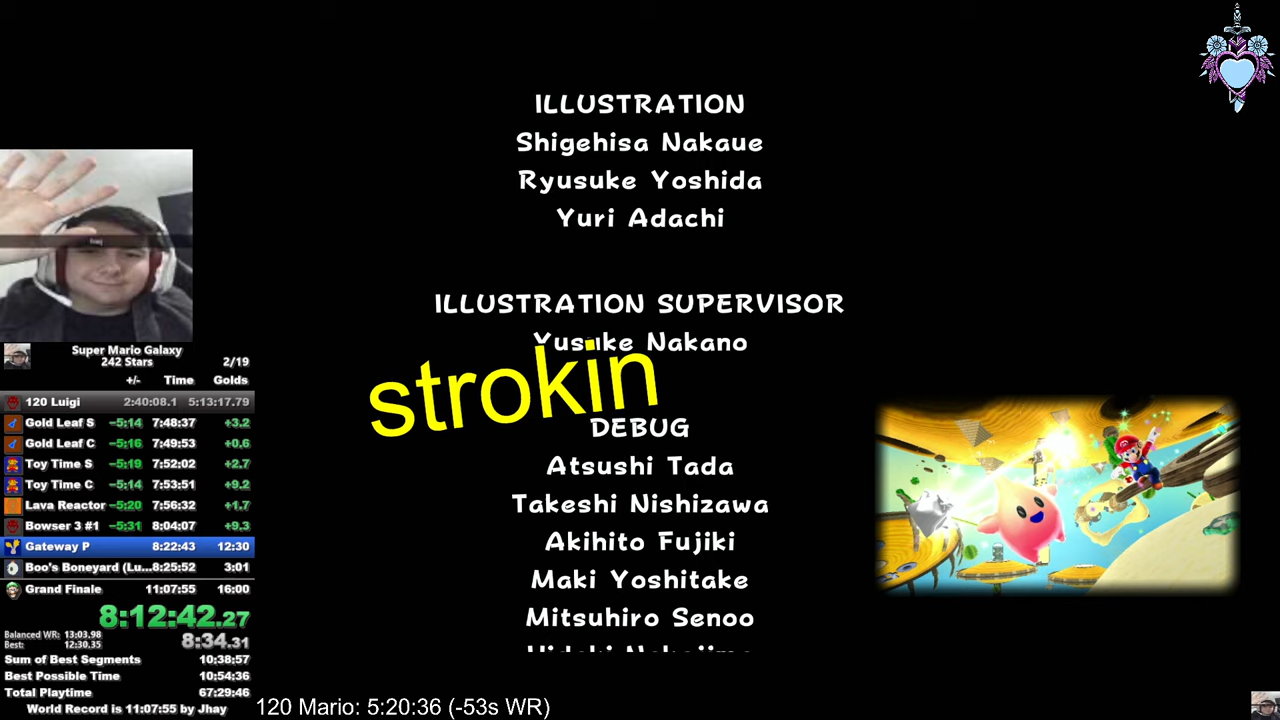 ILLUSTRATION
Shigehisa Nakaue
Ryusuke Yoshida
Yuri Adachi
ILLUSTRATION SUPERVISOR
Yusuke Nakano
strokin
DEBUG
Atsushi Tada
Takeshi Nishizawa
Akihito Fujiki
Maki Yoshitake
Mitsuhiro Senoo
Super Mario Galaxy
242 Stars 2/19
+/- Time Golds
120 Luigi 2:40:08.1 5:13:17.79
Gold Leaf S −5:14 7:48:37 +3.2
Gold Leaf C −5:16 7:49:53 +0.6
Toy Time S −5:19 7:52:02 +2.7
Toy Time C −5:14 7:53:51 +9.2
Lava Reactor −5:20 7:56:32 +1.7
Bowser 3 #1 −5:31 8:04:07 +9.3
Gateway P 8:22:43 12:30
Boo's Boneyard (Lu... 8:25:52 3:01
Grand Finale 11:07:55 16:00
8:12:42.27
Balanced WR: 13:03.98
Best: 12:30.35
8:34.31
Sum of Best Segments 10:38:57
Best Possible Time 10:54:36
Total Playtime 67:29:46
World Record is 11:07:55 by Jhay
120 Mario: 5:20:36 (-53s WR)